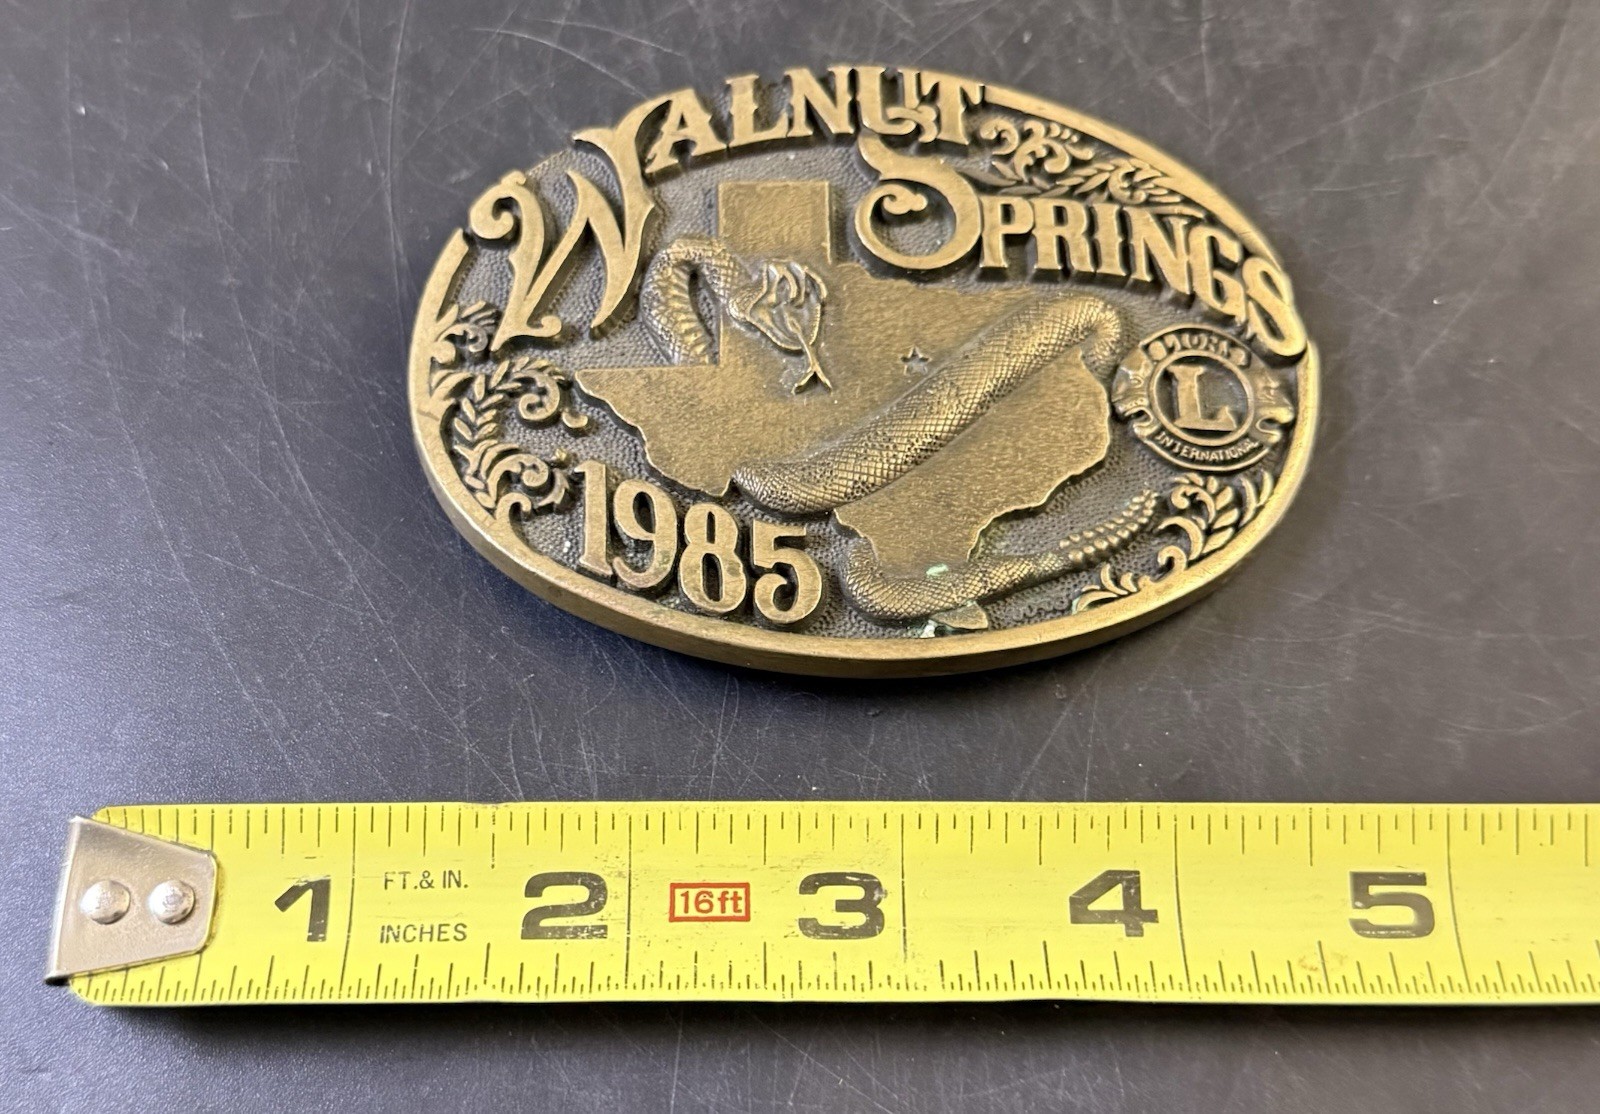 WALNUT
SPRINGS
LIONS
L
INTERNATIONAL
1985
1 FT.& IN. 2 16ft 3 4 5
INCHES